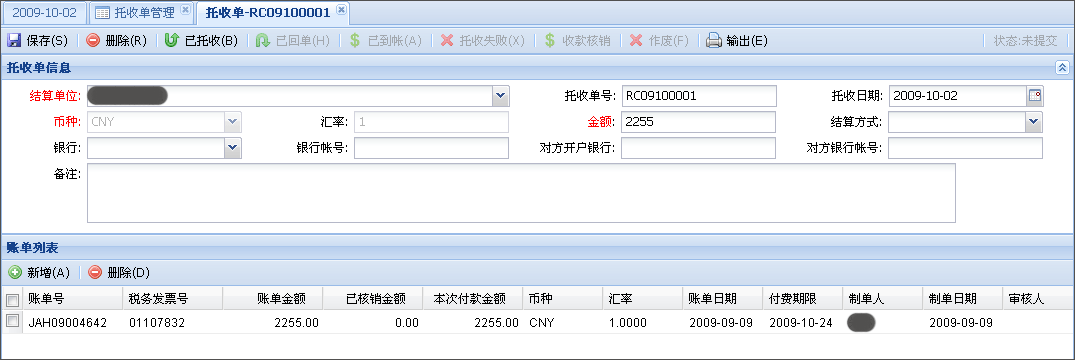 2009-10-02 托收单管理 托收单-RC09100001
保存(S) 删除(R) 已托收(B) 已回单(H) 已到帐(A) 托收失败(X) 收款核销 作废(F) 输出(E) 状态:未提交
托收单信息
结算单位: 托收单号: RC09100001 托收日期: 2009-10-02
币种: CNY 汇率: 1 金额: 2255 结算方式:
银行: 银行帐号: 对方开户银行: 对方银行帐号:
备注:
账单列表
新增(A) 删除(D)
账单号 税务发票号 账单金额 已核销金额 本次付款金额 币种 汇率 账单日期 付费期限 制单人 制单日期 审核人
JAH09004642 01107832 2255.00 0.00 2255.00 CNY 1.0000 2009-09-09 2009-10-24 2009-09-09